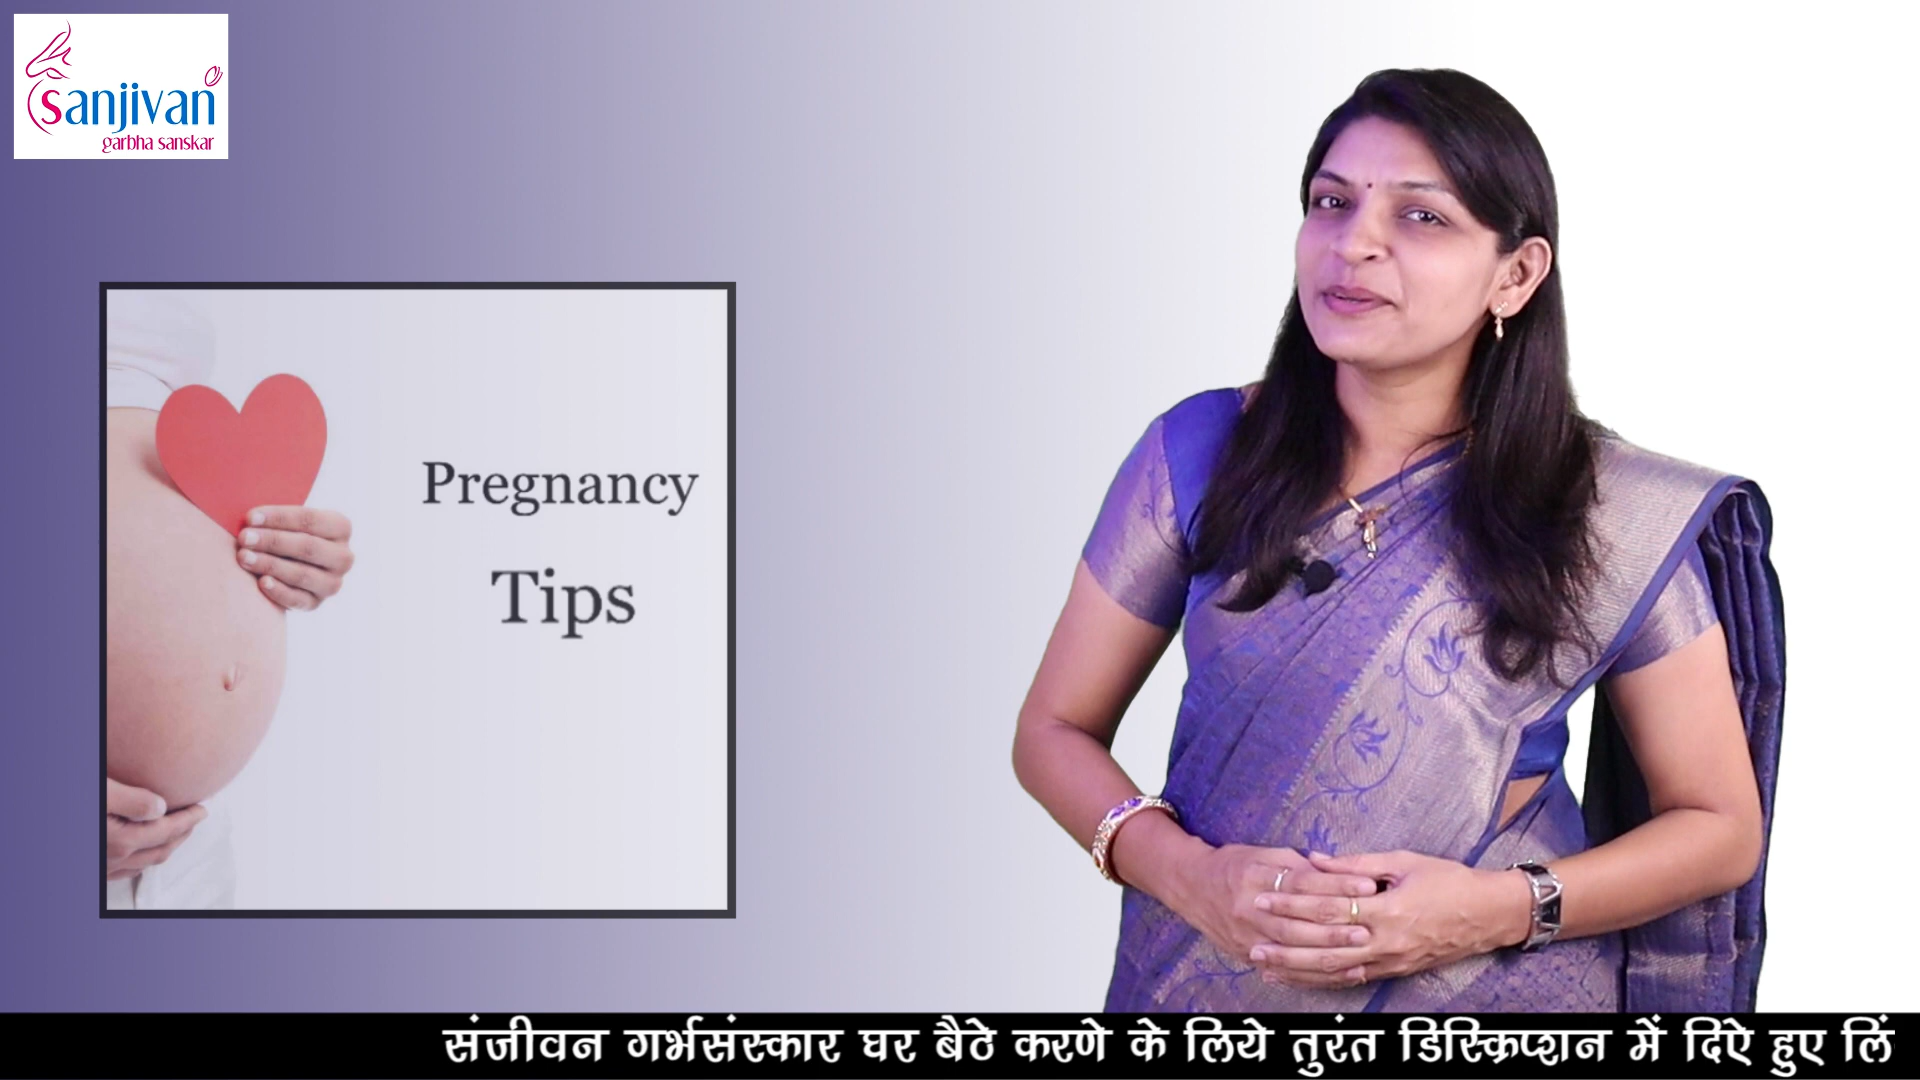 sanjivan
garbha sanskar
Pregnancy
Tips
संजीवन गर्भसंस्कार घर बैठे करणे के लिये तुरंत डिस्क्रिप्शन में दिऐ हुए लिं